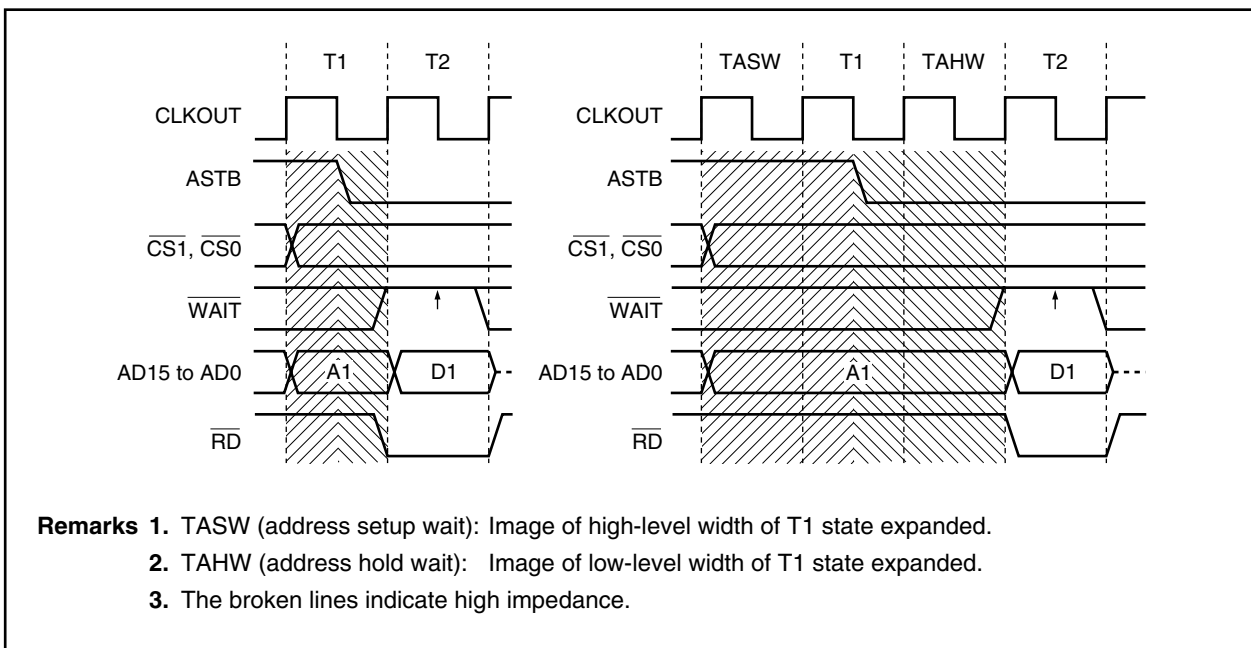 T1 T2
CLKOUT
ASTB
CS1, CS0
WAIT
AD15 to AD0 A1 D1
RD
TASW T1 TAHW T2
CLKOUT
ASTB
CS1, CS0
WAIT
AD15 to AD0 A1 D1
RD
Remarks 1. TASW (address setup wait): Image of high-level width of T1 state expanded.
2. TAHW (address hold wait): Image of low-level width of T1 state expanded.
3. The broken lines indicate high impedance.